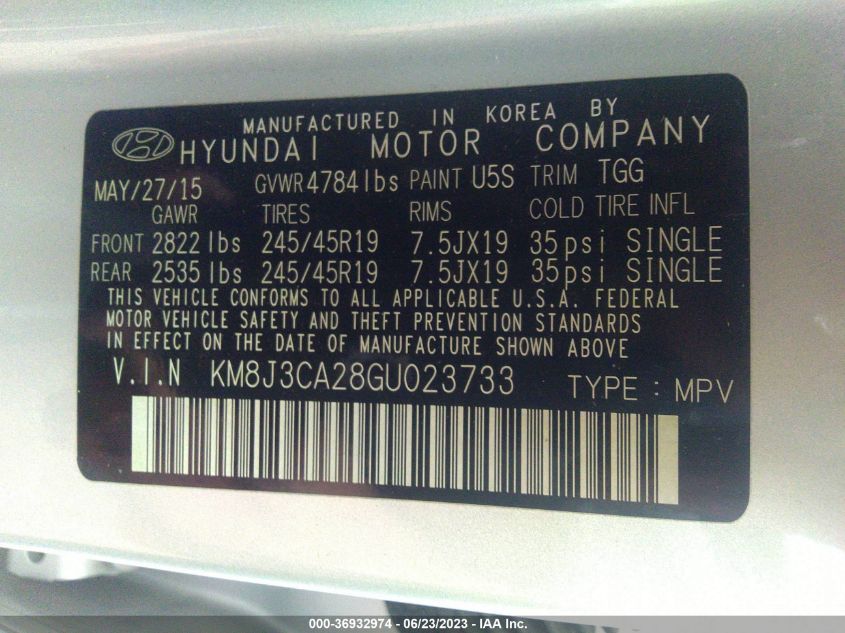 MANUFACTURED IN KOREA BY
HYUNDAI MOTOR COMPANY
MAY/27/15 GVWR 4784lbs PAINT U5S TRIM TGG
GAWR TIRES RIMS COLD TIRE INFL
FRONT 2822 lbs 245/45R19 7.5JX19 35psi SINGLE
REAR 2535 lbs 245/45R19 7.5JX19 35psi SINGLE
THIS VEHICLE CONFORMS TO ALL APPLICABLE U.S.A. FEDERAL
MOTOR VEHICLE SAFETY AND THEFT PREVENTION STANDARDS
IN EFFECT ON THE DATE OF MANUFACTURE SHOWN ABOVE
V.I.N KM8J3CA28GU023733 TYPE : MPV
000-36932974 - 06/23/2023 - IAA Inc.